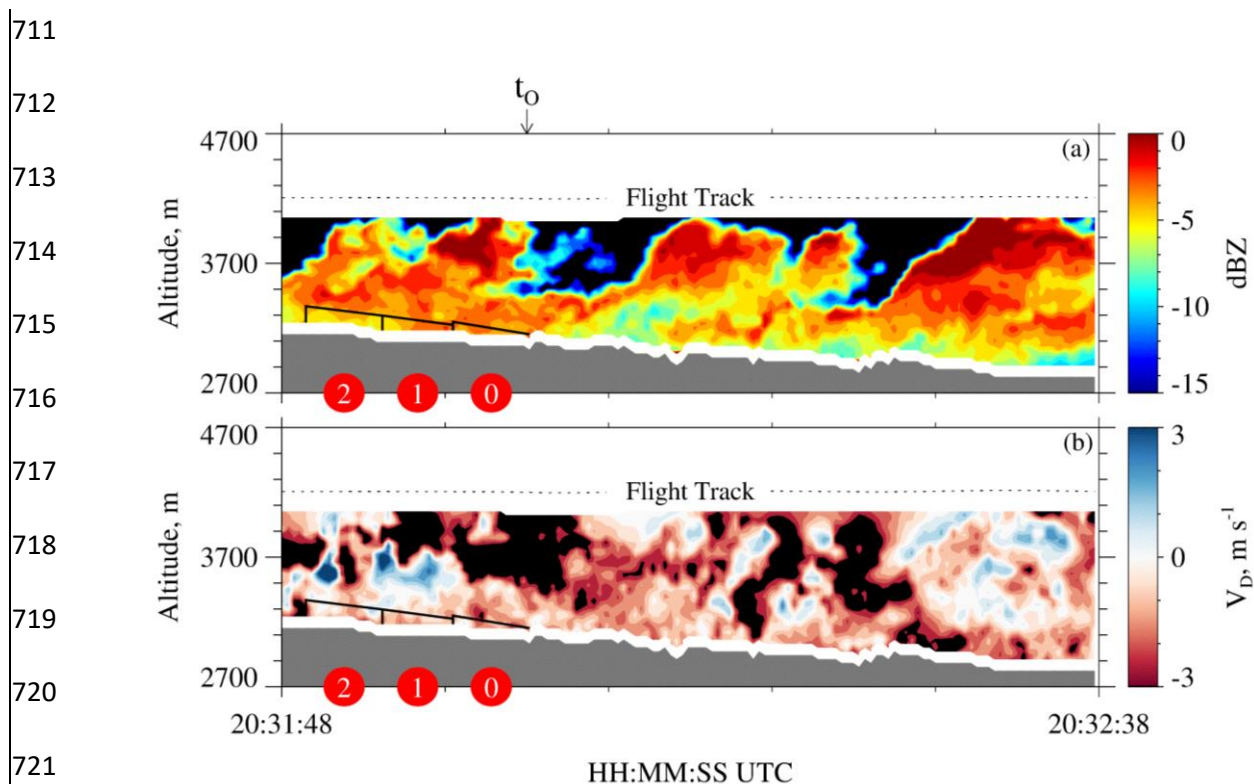 711
712
t₀
713
4700
(a)
0
Flight Track
-5
714
3700
Altitude, m
dBZ
-10
715
-15
2700
716
2 1 0
4700
(b)
3
717
Flight Track
718
3700
0
Altitude, m
V_D, m s⁻¹
719
-3
720
2700
2 1 0
20:31:48
20:32:38
721
HH:MM:SS UTC